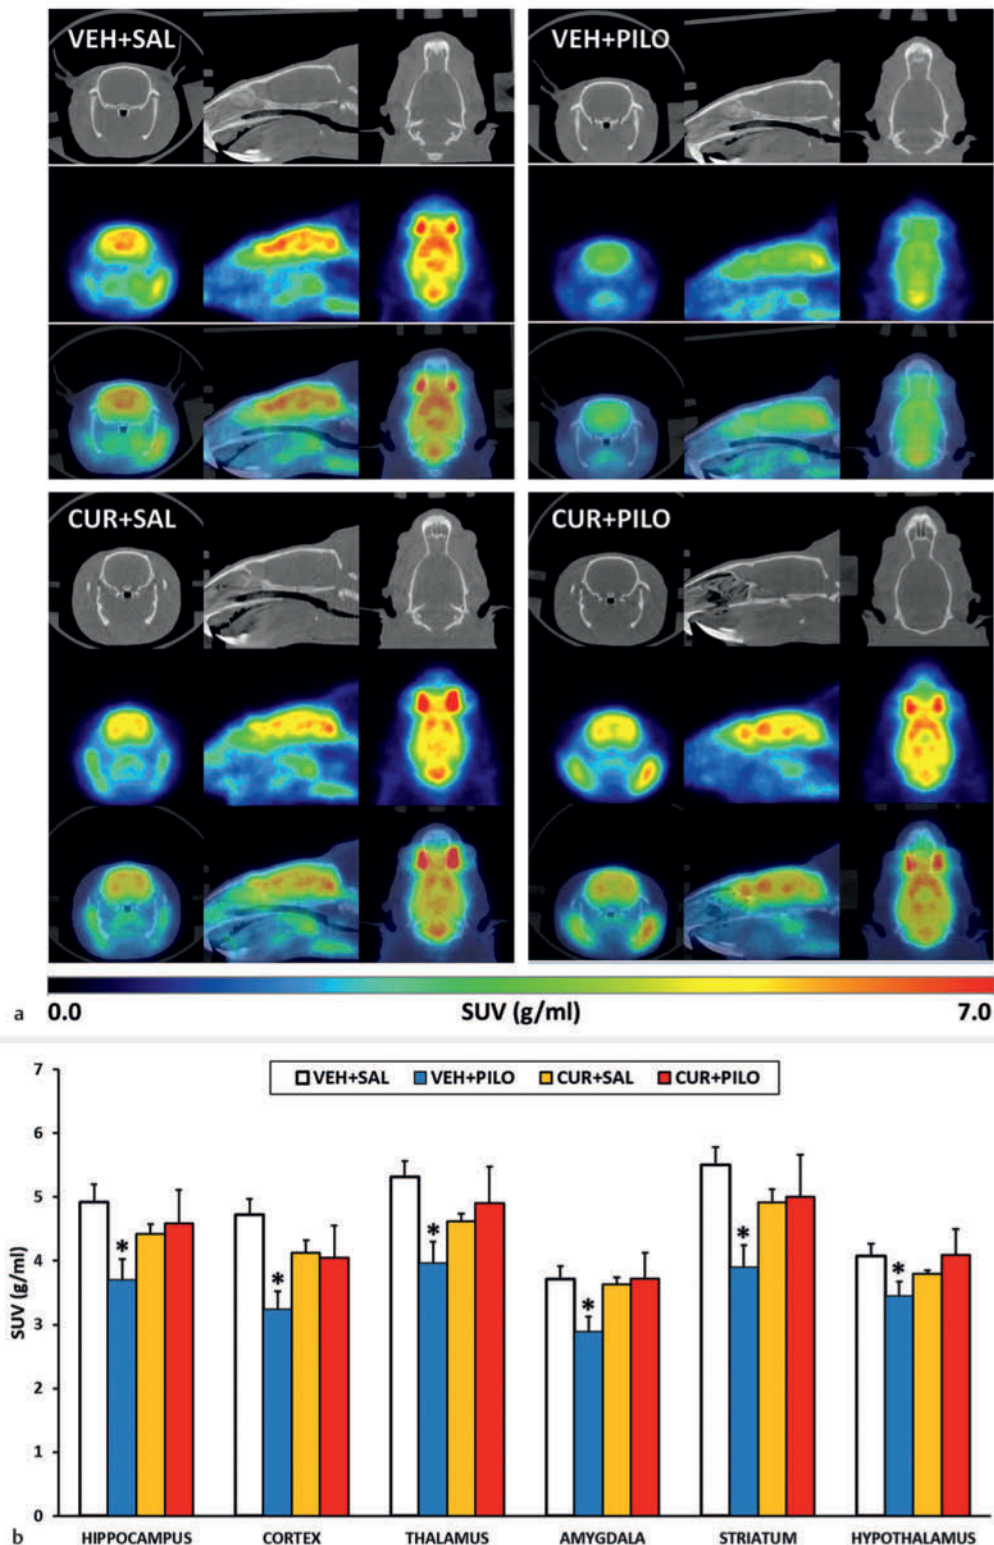 VEH+SAL
VEH+PILO
CUR+SAL
CUR+PILO
a 0.0 SUV (g/ml) 7.0
VEH+SAL VEH+PILO CUR+SAL CUR+PILO
7
6
5
4
3
2
1
0
SUV (g/ml)
*
*
*
*
*
*
b HIPPOCAMPUS CORTEX THALAMUS AMYGDALA STRIATUM HYPOTHALAMUS